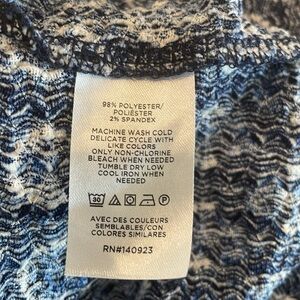 98% POLYESTER/
POLIÉSTER
2% SPANDEX
MACHINE WASH COLD
DELICATE CYCLE WITH
LIKE COLORS
ONLY NON-CHLORINE
BLEACH WHEN NEEDED
TUMBLE DRY LOW
COOL IRON WHEN
NEEDED
30
P
AVEC DES COULEURS
SEMBLABLES/CON
COLORES SIMILARES
RN#140923